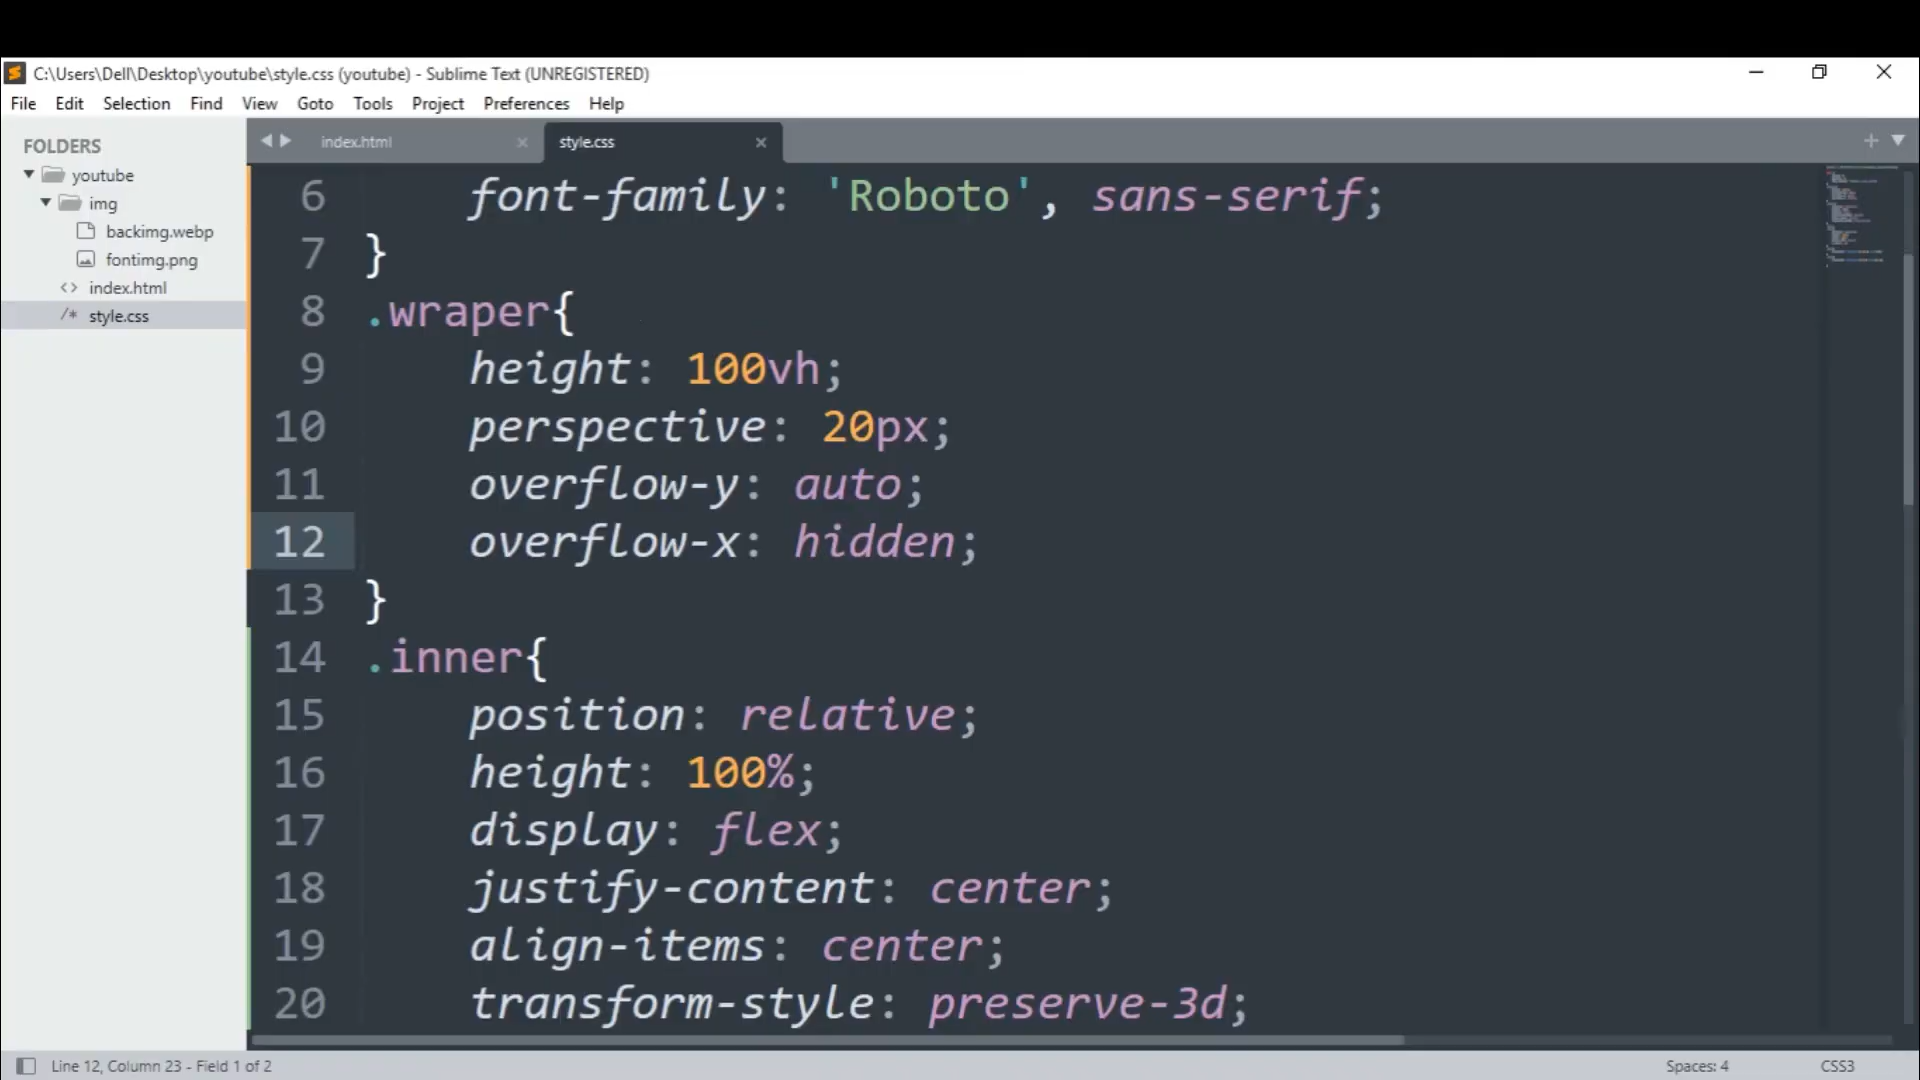 C:\Users\Dell\Desktop\youtube\style.css (youtube) - Sublime Text (UNREGISTERED)
File Edit Selection Find View Goto Tools Project Preferences Help
FOLDERS
youtube
img
backimg.webp
fontimg.png
<> index.html
/* style.css
index.html
style.css
6 font-family: 'Roboto', sans-serif;
7 }
8 .wraper{
9 height: 100vh;
10 perspective: 20px;
11 overflow-y: auto;
12 overflow-x: hidden;
13 }
14 .inner{
15 position: relative;
16 height: 100%;
17 display: flex;
18 justify-content: center;
19 align-items: center;
20 transform-style: preserve-3d;
Line 12, Column 23 - Field 1 of 2
Spaces: 4
CSS3